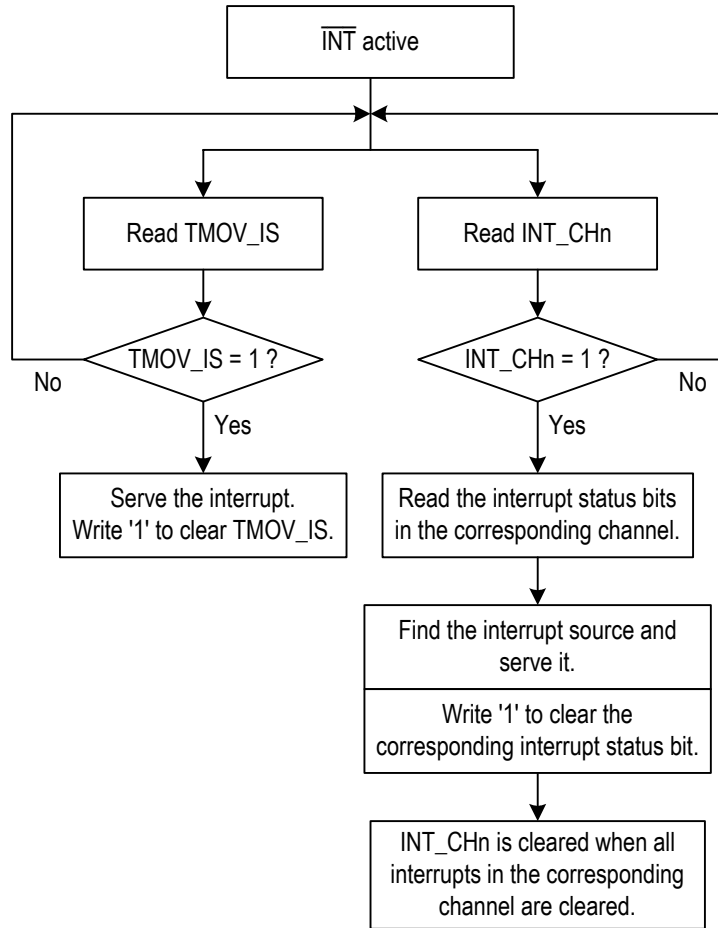 INT active
Read TMOV_IS
Read INT_CHn
TMOV_IS = 1 ?
INT_CHn = 1 ?
No
No
Yes
Yes
Serve the interrupt.
Write '1' to clear TMOV_IS.
Read the interrupt status bits
in the corresponding channel.
Find the interrupt source and
serve it.
Write '1' to clear the
corresponding interrupt status bit.
INT_CHn is cleared when all
interrupts in the corresponding
channel are cleared.